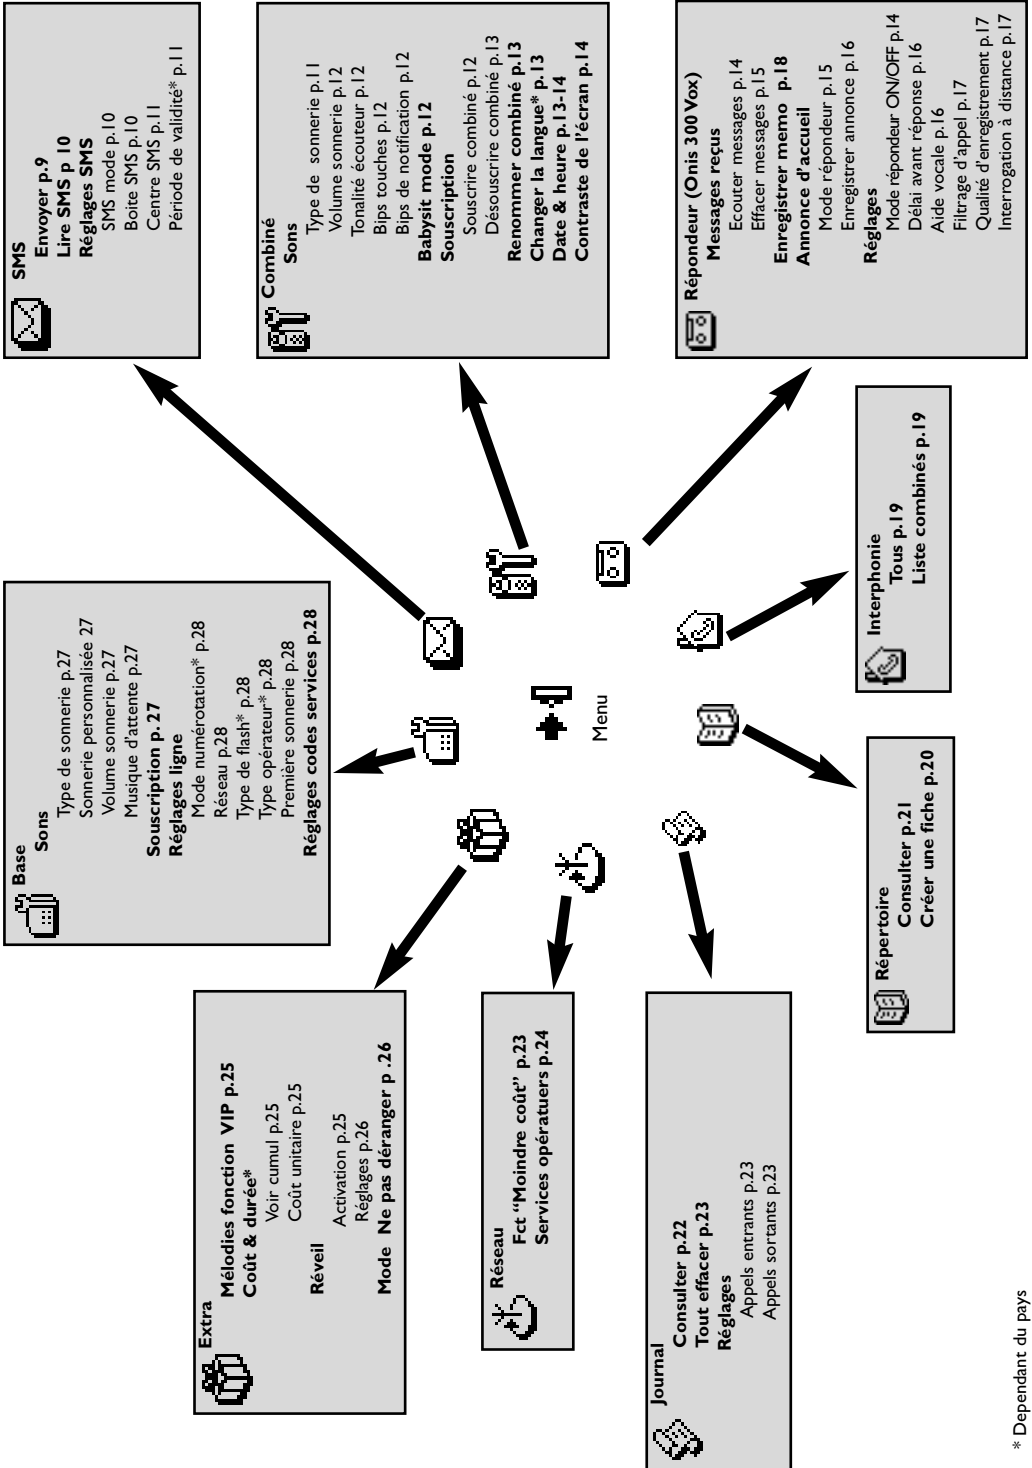 SMS
Envoyer p.9
Lire SMS p 10
Réglages SMS
SMS mode p.10
Boite SMS p.10
Centre SMS p.11
Période de validité* p.11
Combiné
Sons
Type de sonnerie p.11
Volume sonnerie p.12
Tonalité écouteur p.12
Bips touches p.12
Bips de notification p.12
Babysit mode p.12
Souscription
Souscrire combiné p.12
Désouscrire combiné p.13
Renommer combiné p.13
Changer la langue* p.13
Date & heure p.13-14
Contraste de l'écran p.14
Répondeur (Onis 300 Vox)
Messages reçus
Ecouter messages p.14
Effacer messages p.15
Enregistrer memo p.18
Annonce d'accueil
Mode répondeur p.15
Enregistrer annonce p.16
Réglages
Mode répondeur ON/OFF p.14
Délai avant réponse p.16
Aide vocale p.16
Filtrage d'appel p.17
Qualité d'enregistrement p.17
Interrogation à distance p.17
Base
Sons
Type de sonnerie p.27
Sonnerie personnalisée 27
Volume sonnerie p.27
Musique d'attente p.27
Souscription p.27
Réglages ligne
Mode numérotation* p.28
Réseau p.28
Type de flash* p.28
Type opérateur* p.28
Première sonnerie p.28
Réglages codes services p.28
Menu
Interphonie
Tous p.19
Liste combinés p.19
Répertoire
Consulter p.21
Créer une fiche p.20
Extra
Mélodies fonction VIP p.25
Coût & durée*
Voir cumul p.25
Coût unitaire p.25
Réveil
Activation p.25
Réglages p.26
Mode Ne pas déranger p .26
Réseau
Fct “Moindre coût” p.23
Services opératuers p.24
Journal
Consulter p.22
Tout effacer p.23
Réglages
Appels entrants p.23
Appels sortants p.23
* Dependant du pays